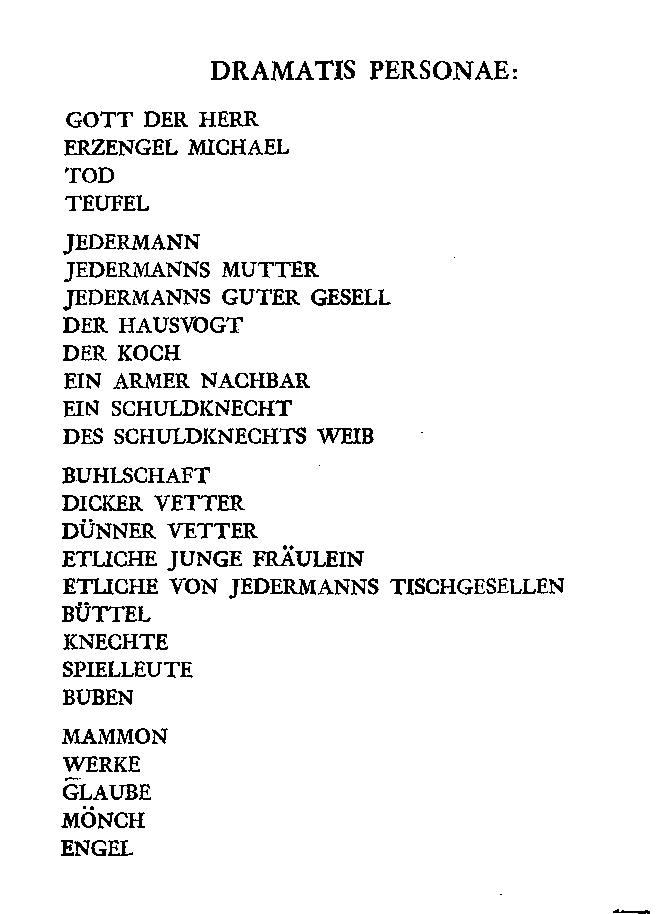 DRAMATIS PERSONAE:
GOTT DER HERR
ERZENGEL MICHAEL
TOD
TEUFEL
JEDERMANN
JEDERMANNS MUTTER
JEDERMANNS GUTER GESELL
DER HAUSVOGT
DER KOCH
EIN ARMER NACHBAR
EIN SCHULDKNECHT
DES SCHULDKNECHTS WEIB
BUHLSCHAFT
DICKER VETTER
DÜNNER VETTER
ETLICHE JUNGE FRÄULEIN
ETLICHE VON JEDERMANNS TISCHGESELLEN
BÜTTEL
KNECHTE
SPIELLEUTE
BUBEN
MAMMON
WERKE
GLAUBE
MÖNCH
ENGEL